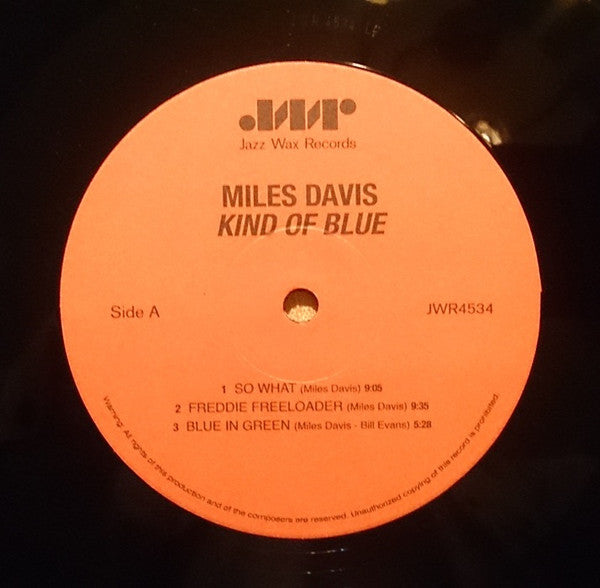 JWR
Jazz Wax Records
MILES DAVIS
KIND OF BLUE
Side A
JWR4534
1 SO WHAT (Miles Davis) 9:05
2 FREDDIE FREELOADER (Miles Davis) 9:35
3 BLUE IN GREEN (Miles Davis - Bill Evans) 5:28
Warning: All rights of this production and of the composers are reserved. Unauthorized copying of this record is prohibited.